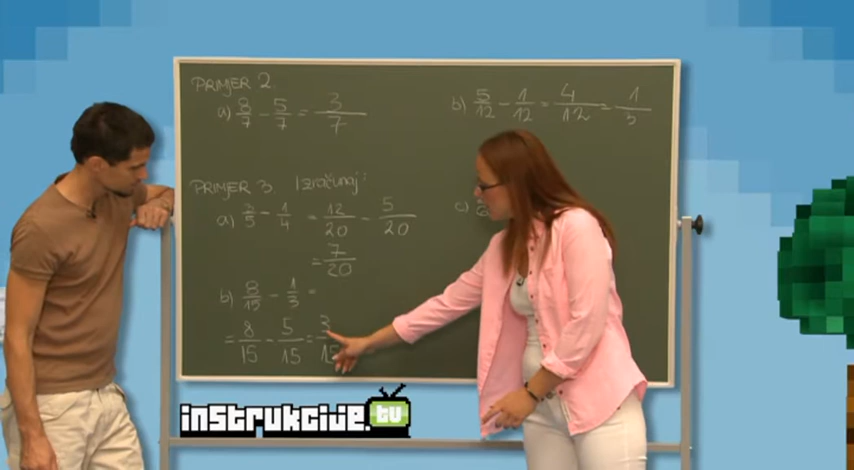 PRIMJER 2.
a) 8/7 - 5/7 = 3/7
b) 5/12 - 1/12 = 4/12 = 1/3
PRIMJER 3. Izračunaj:
a) 3/5 - 1/4 = 12/20 - 5/20
= 7/20
c)
b) 8/15 - 1/3 =
= 8/15 - 5/15 = 3/15
instrukcije.tv